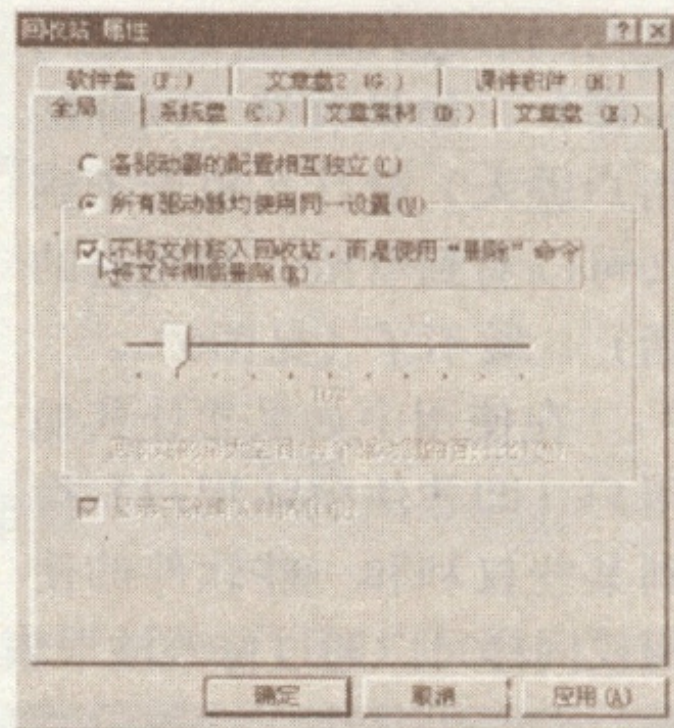 回收站 属性
软件盘 (F:) 文章盘2 (G:) 课件 (H:)
全局 系统盘 (C:) 文章素材 (D:) 文章盘 (E:)
各驱动器的配置相互独立(C)
所有驱动器均使用同一设置(U)
不将文件移入回收站，而是使用“删除”命令
将文件彻底删除(R)
10%
确定 取消 应用(A)